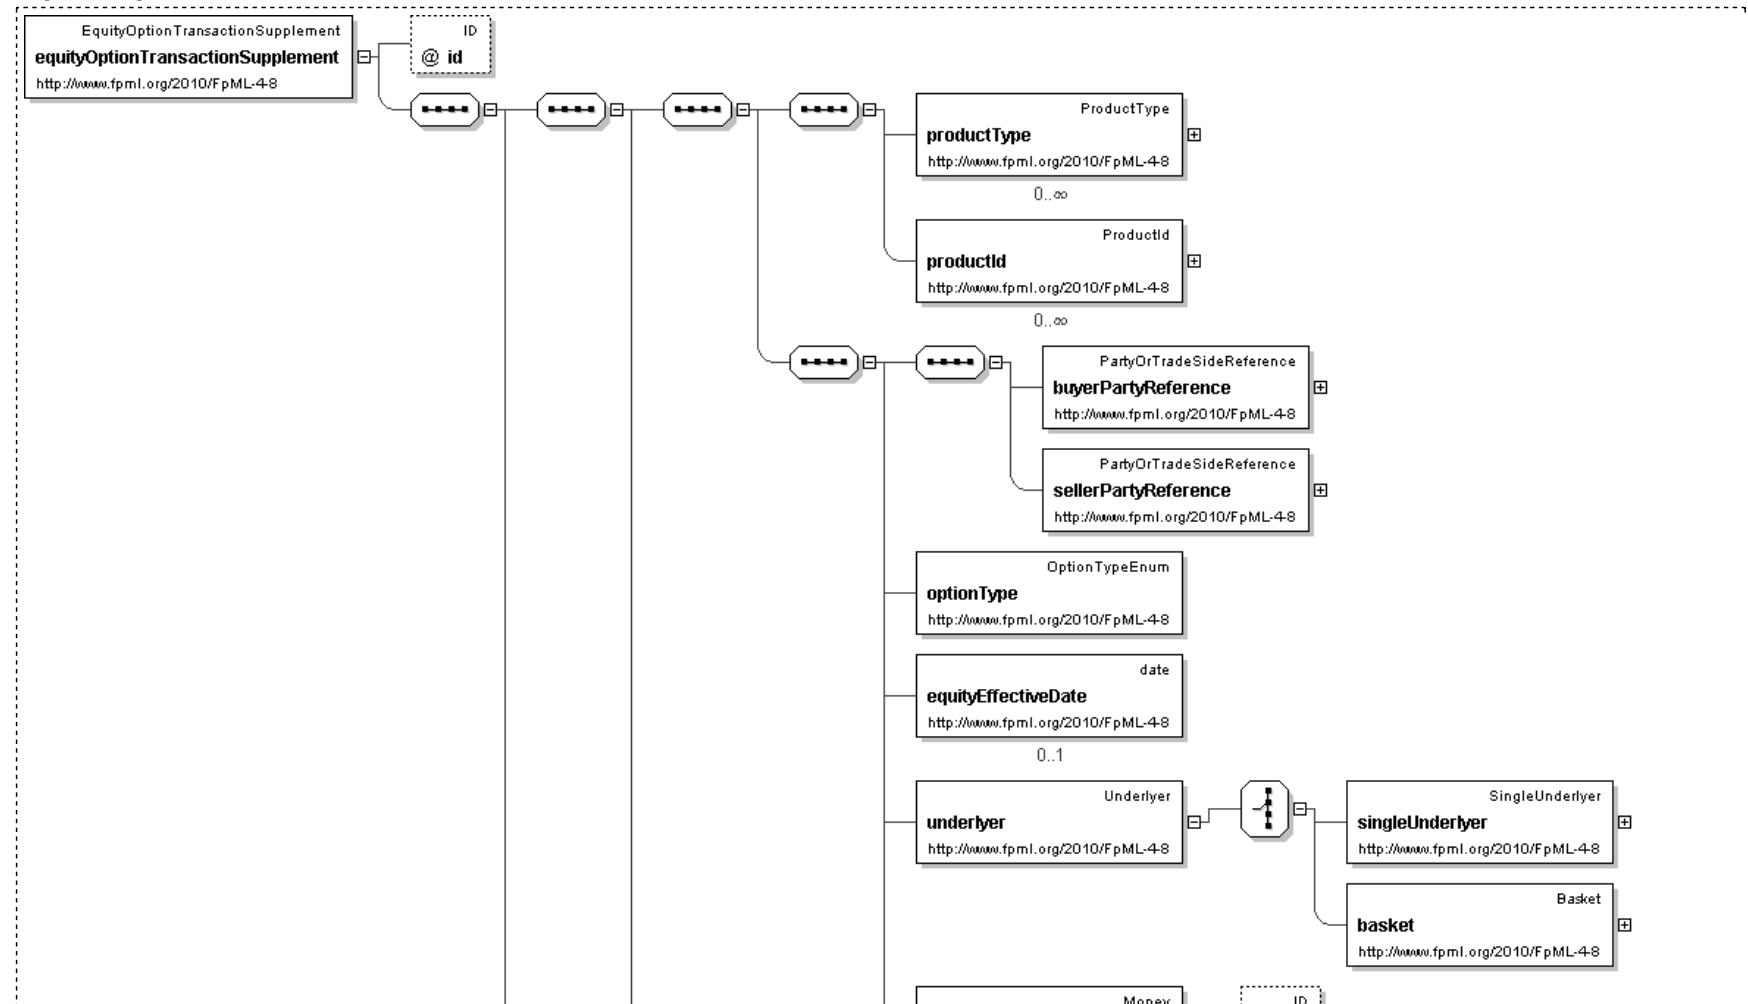 EquityOptionTransactionSupplement
equityOptionTransactionSupplement
http://www.fpml.org/2010/FpML-4-8
ID
@ id
ProductType
productType
http://www.fpml.org/2010/FpML-4-8
0..∞
ProductId
productId
http://www.fpml.org/2010/FpML-4-8
0..∞
PartyOrTradeSideReference
buyerPartyReference
http://www.fpml.org/2010/FpML-4-8
PartyOrTradeSideReference
sellerPartyReference
http://www.fpml.org/2010/FpML-4-8
OptionTypeEnum
optionType
http://www.fpml.org/2010/FpML-4-8
date
equityEffectiveDate
http://www.fpml.org/2010/FpML-4-8
0..1
Underlyer
underlyer
http://www.fpml.org/2010/FpML-4-8
SingleUnderlyer
singleUnderlyer
http://www.fpml.org/2010/FpML-4-8
Basket
basket
http://www.fpml.org/2010/FpML-4-8
Money
ID